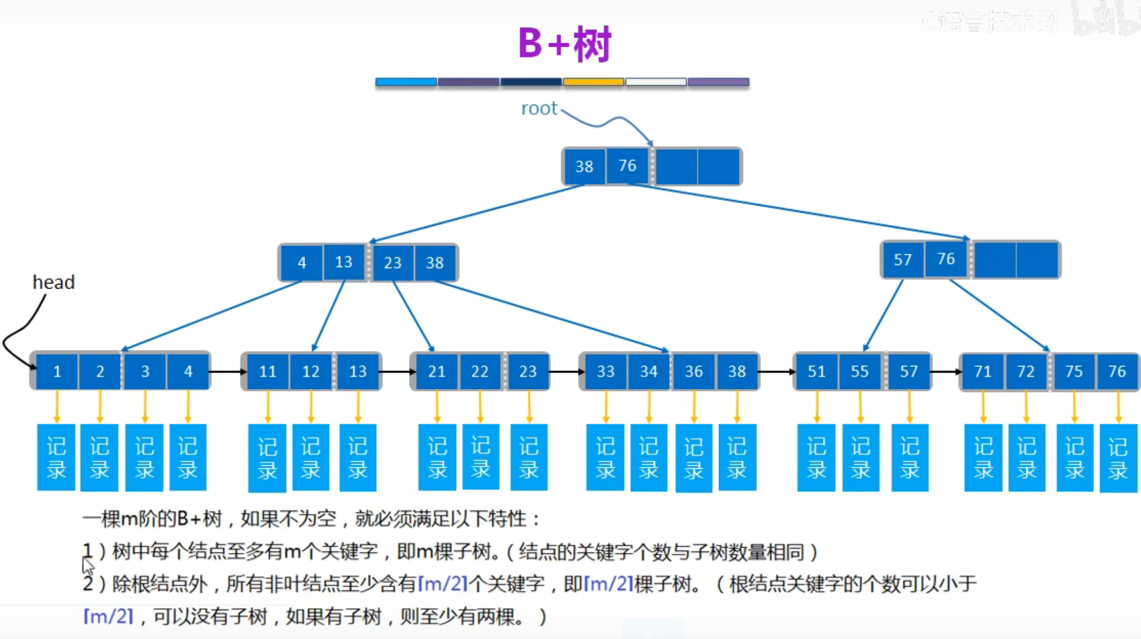 C语言技术网
B+树
root
38 76
4 13 23 38
57 76
head
1 2 3 4 11 12 13 21 22 23 33 34 36 38 51 55 57 71 72 75 76
记录 记录 记录 记录 记录 记录 记录 记录 记录 记录 记录 记录 记录 记录 记录 记录 记录 记录 记录 记录 记录
一棵m阶的B+树，如果不为空，就必须满足以下特性：
1）树中每个结点至多有m个关键字，即m棵子树。（结点的关键字个数与子树数量相同）
2）除根结点外，所有非叶结点至少含有⌈m/2⌉个关键字，即⌈m/2⌉棵子树。（根结点关键字的个数可以小于
⌈m/2⌉，可以没有子树，如果有子树，则至少有两棵。）